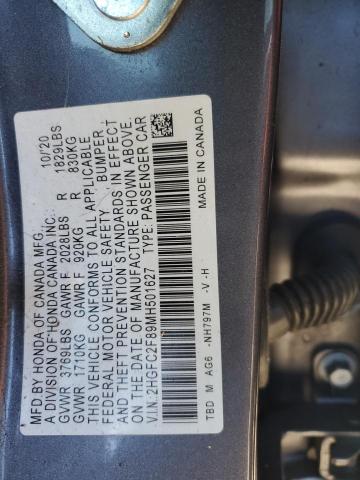 MFD BY HONDA OF CANADA MFG. 10/20
A DIVISION OF HONDA CANADA INC.
GVWR 3769LBS GAWR F 2028LBS R 1829LBS
GVWR 1710KG GAWR F 920KG R 830KG
THIS VEHICLE CONFORMS TO ALL APPLICABLE
FEDERAL MOTOR VEHICLE SAFETY, BUMPER,
AND THEFT PREVENTION STANDARDS IN EFFECT
ON THE DATE OF MANUFACTURE SHOWN ABOVE.
V.I.N: 2HGFC2F89MH501627 TYPE: PASSENGER CAR
TBD M AG6 -NH797M -V -H MADE IN CANADA